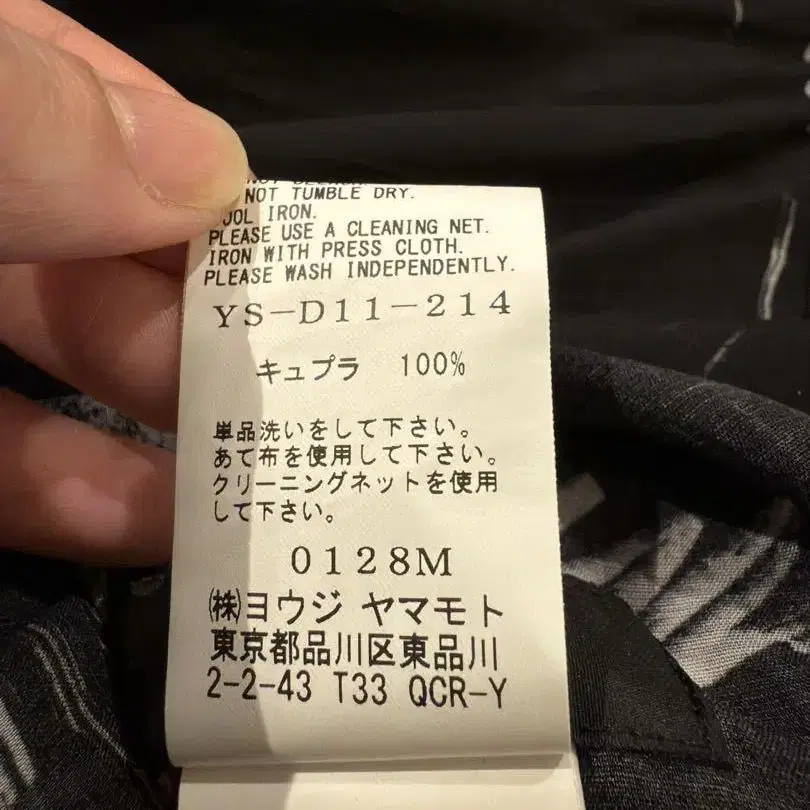 NOT TUMBLE DRY.
IRON.
PLEASE USE A CLEANING NET.
IRON WITH PRESS CLOTH.
PLEASE WASH INDEPENDENTLY.
YS-D11-214
キュプラ 100%
単品洗いをして下さい。
あて布を使用して下さい。
クリーニングネットを使用
して下さい。
0128M
㈱ヨウジ ヤマモト
東京都品川区東品川
2-2-43 T33 QCR-Y